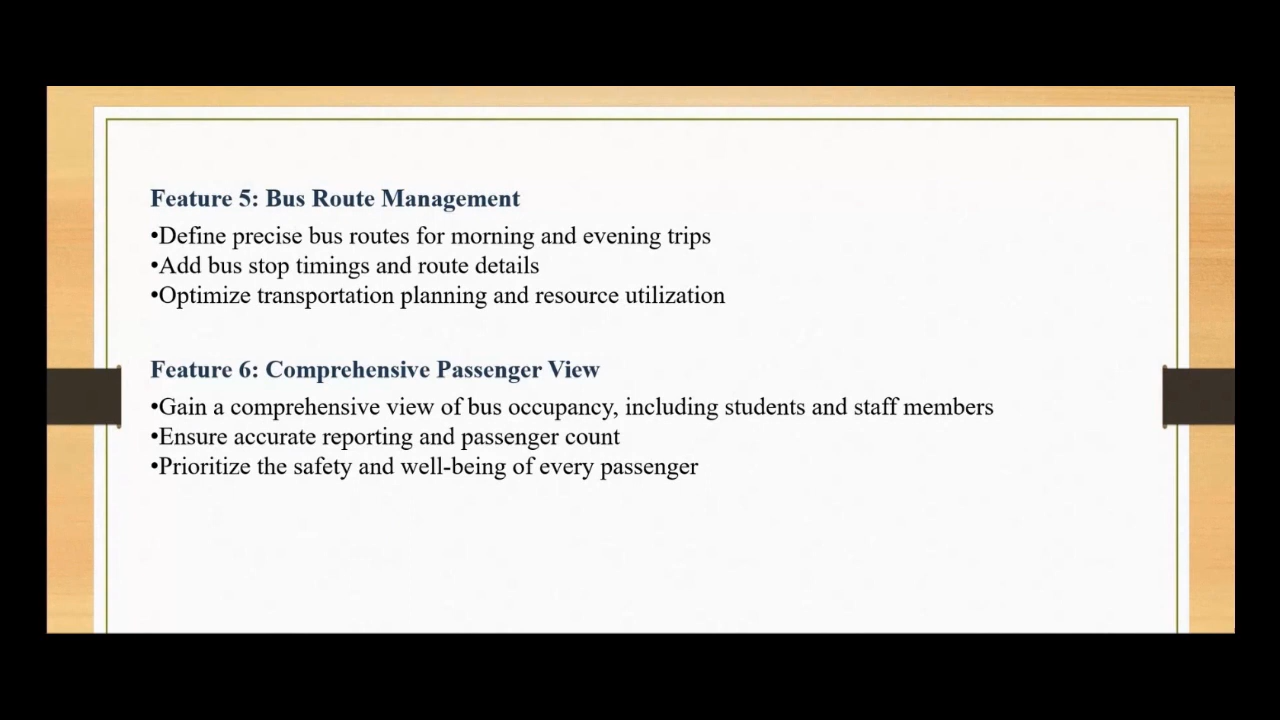 Feature 5: Bus Route Management
•Define precise bus routes for morning and evening trips
•Add bus stop timings and route details
•Optimize transportation planning and resource utilization
Feature 6: Comprehensive Passenger View
•Gain a comprehensive view of bus occupancy, including students and staff members
•Ensure accurate reporting and passenger count
•Prioritize the safety and well-being of every passenger